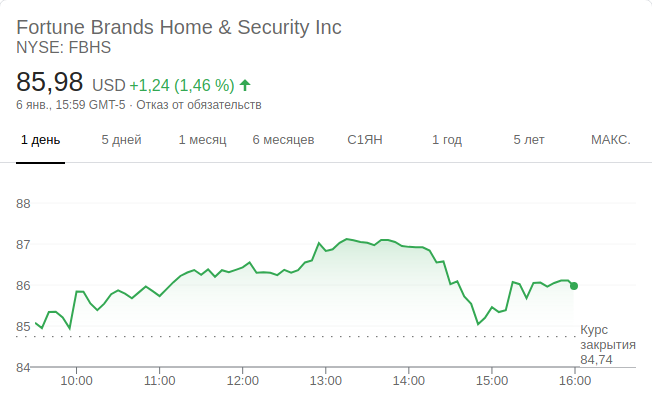 Fortune Brands Home & Security Inc
NYSE: FBHS
85,98 USD +1,24 (1,46 %)
6 янв., 15:59 GMT-5 · Отказ от обязательств
1 день 5 дней 1 месяц 6 месяцев С1ЯН 1 год 5 лет МАКС.
88
87
86
85
Курс
закрытия
84,74
84
10:00 11:00 12:00 13:00 14:00 15:00 16:00